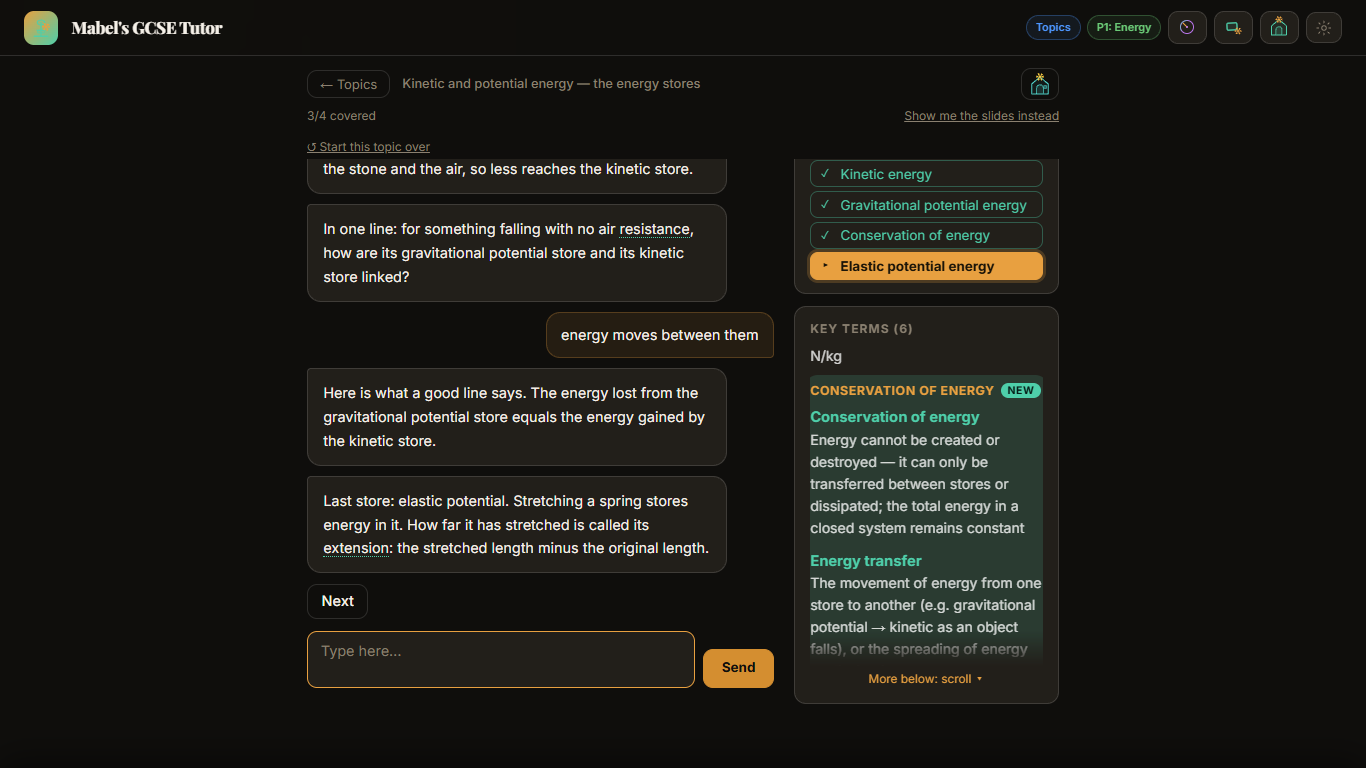 Mabel's GCSE Tutor
Topics
P1: Energy
← Topics
Kinetic and potential energy — the energy stores
3/4 covered
Show me the slides instead
↺ Start this topic over
the stone and the air, so less reaches the kinetic store.
In one line: for something falling with no air resistance,
how are its gravitational potential store and its kinetic
store linked?
energy moves between them
Here is what a good line says. The energy lost from the
gravitational potential store equals the energy gained by
the kinetic store.
Last store: elastic potential. Stretching a spring stores
energy in it. How far it has stretched is called its
extension: the stretched length minus the original length.
Next
Type here...
Send
✓ Kinetic energy
✓ Gravitational potential energy
✓ Conservation of energy
‣ Elastic potential energy
KEY TERMS (6)
N/kg
CONSERVATION OF ENERGY NEW
Conservation of energy
Energy cannot be created or
destroyed — it can only be
transferred between stores or
dissipated; the total energy in a
closed system remains constant
Energy transfer
The movement of energy from one
store to another (e.g. gravitational
potential → kinetic as an object
falls), or the spreading of energy
More below: scroll ▾